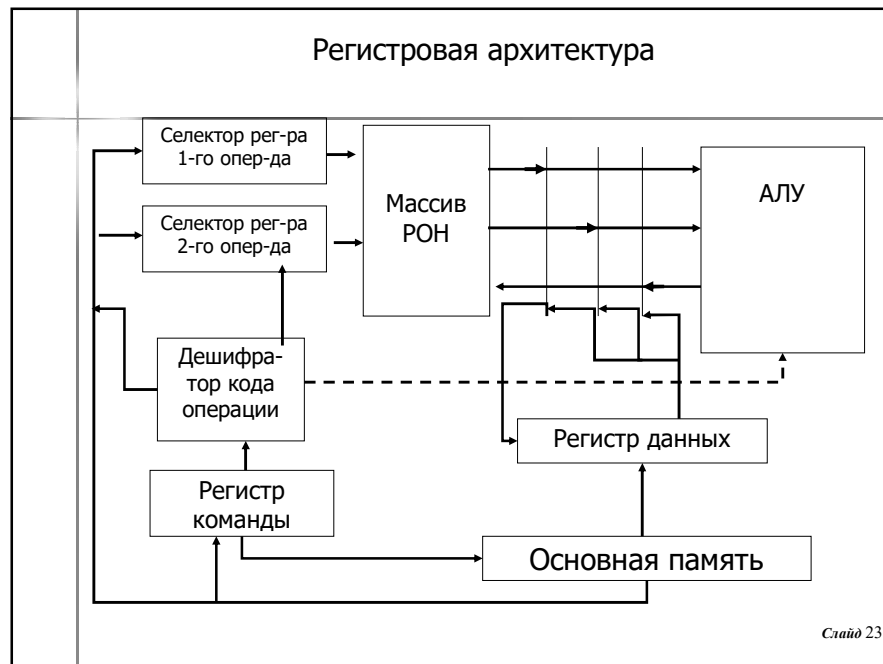 Регистровая архитектура
Селектор рег-ра
1-го опер-да
Селектор рег-ра
2-го опер-да
Массив
РОН
АЛУ
Дешифра-
тор кода
операции
Регистр данных
Регистр
команды
Основная память
Слайд 23